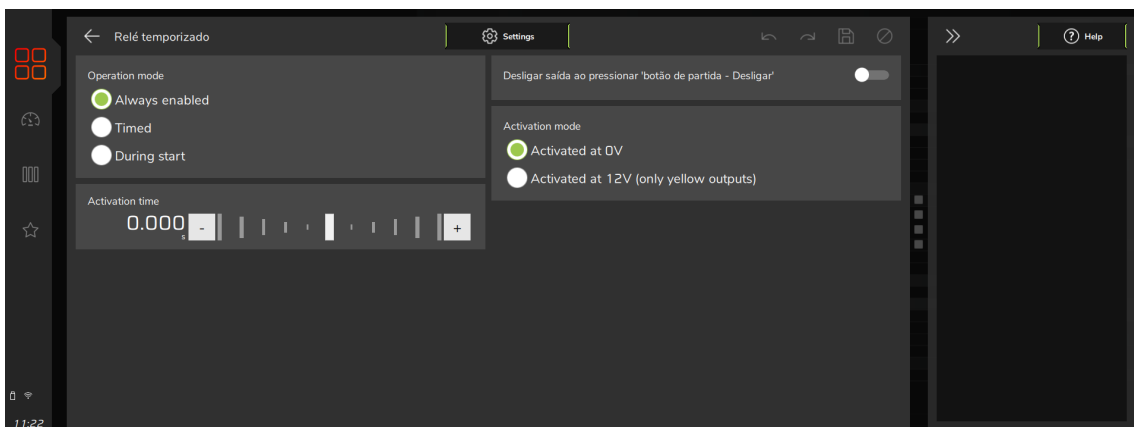 Relé temporizado
Settings
Help
Operation mode
Always enabled
Timed
During start
Activation time
0.000
s
-
+
Desligar saída ao pressionar 'botão de partida - Desligar'
Activation mode
Activated at 0V
Activated at 12V (only yellow outputs)
11:22